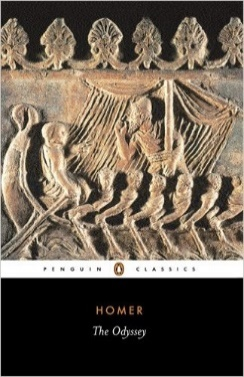 PENGUIN CLASSICS
HOMER
The Odyssey